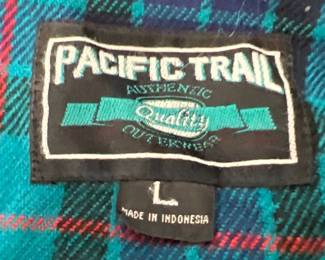 PACIFIC TRAIL
AUTHENTIC
Quality
OUTERWEAR
L
MADE IN INDONESIA